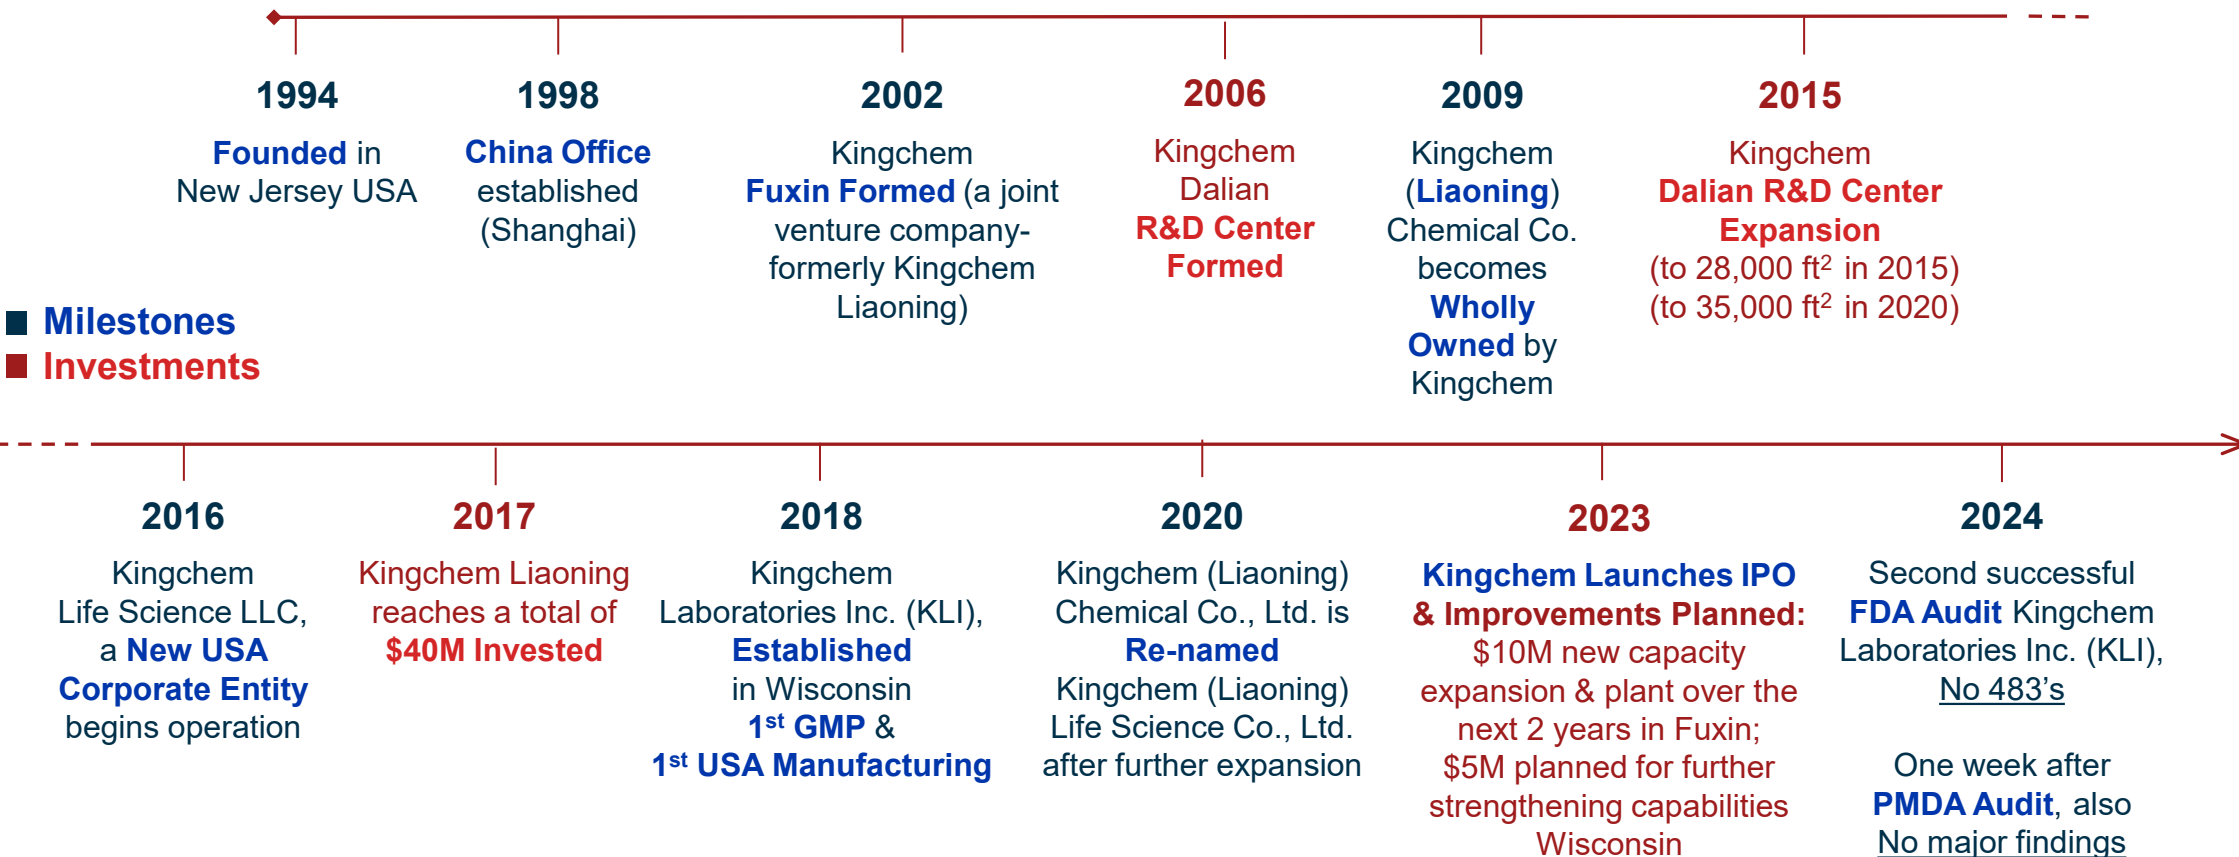 1994
Founded in
New Jersey USA
1998
China Office
established
(Shanghai)
2002
Kingchem
Fuxin Formed (a joint
venture company-
formerly Kingchem
Liaoning)
2006
Kingchem
Dalian
R&D Center
Formed
2009
Kingchem
(Liaoning)
Chemical Co.
becomes
Wholly
Owned by
Kingchem
2015
Kingchem
Dalian R&D Center
Expansion
(to 28,000 ft² in 2015)
(to 35,000 ft² in 2020)
Milestones
Investments
2016
Kingchem
Life Science LLC,
a New USA
Corporate Entity
begins operation
2017
Kingchem Liaoning
reaches a total of
$40M Invested
2018
Kingchem
Laboratories Inc. (KLI),
Established
in Wisconsin
1st GMP &
1st USA Manufacturing
2020
Kingchem (Liaoning)
Chemical Co., Ltd. is
Re-named
Kingchem (Liaoning)
Life Science Co., Ltd.
after further expansion
2023
Kingchem Launches IPO
& Improvements Planned:
$10M new capacity
expansion & plant over the
next 2 years in Fuxin;
$5M planned for further
strengthening capabilities
Wisconsin
2024
Second successful
FDA Audit Kingchem
Laboratories Inc. (KLI),
No 483’s
One week after
PMDA Audit, also
No major findings